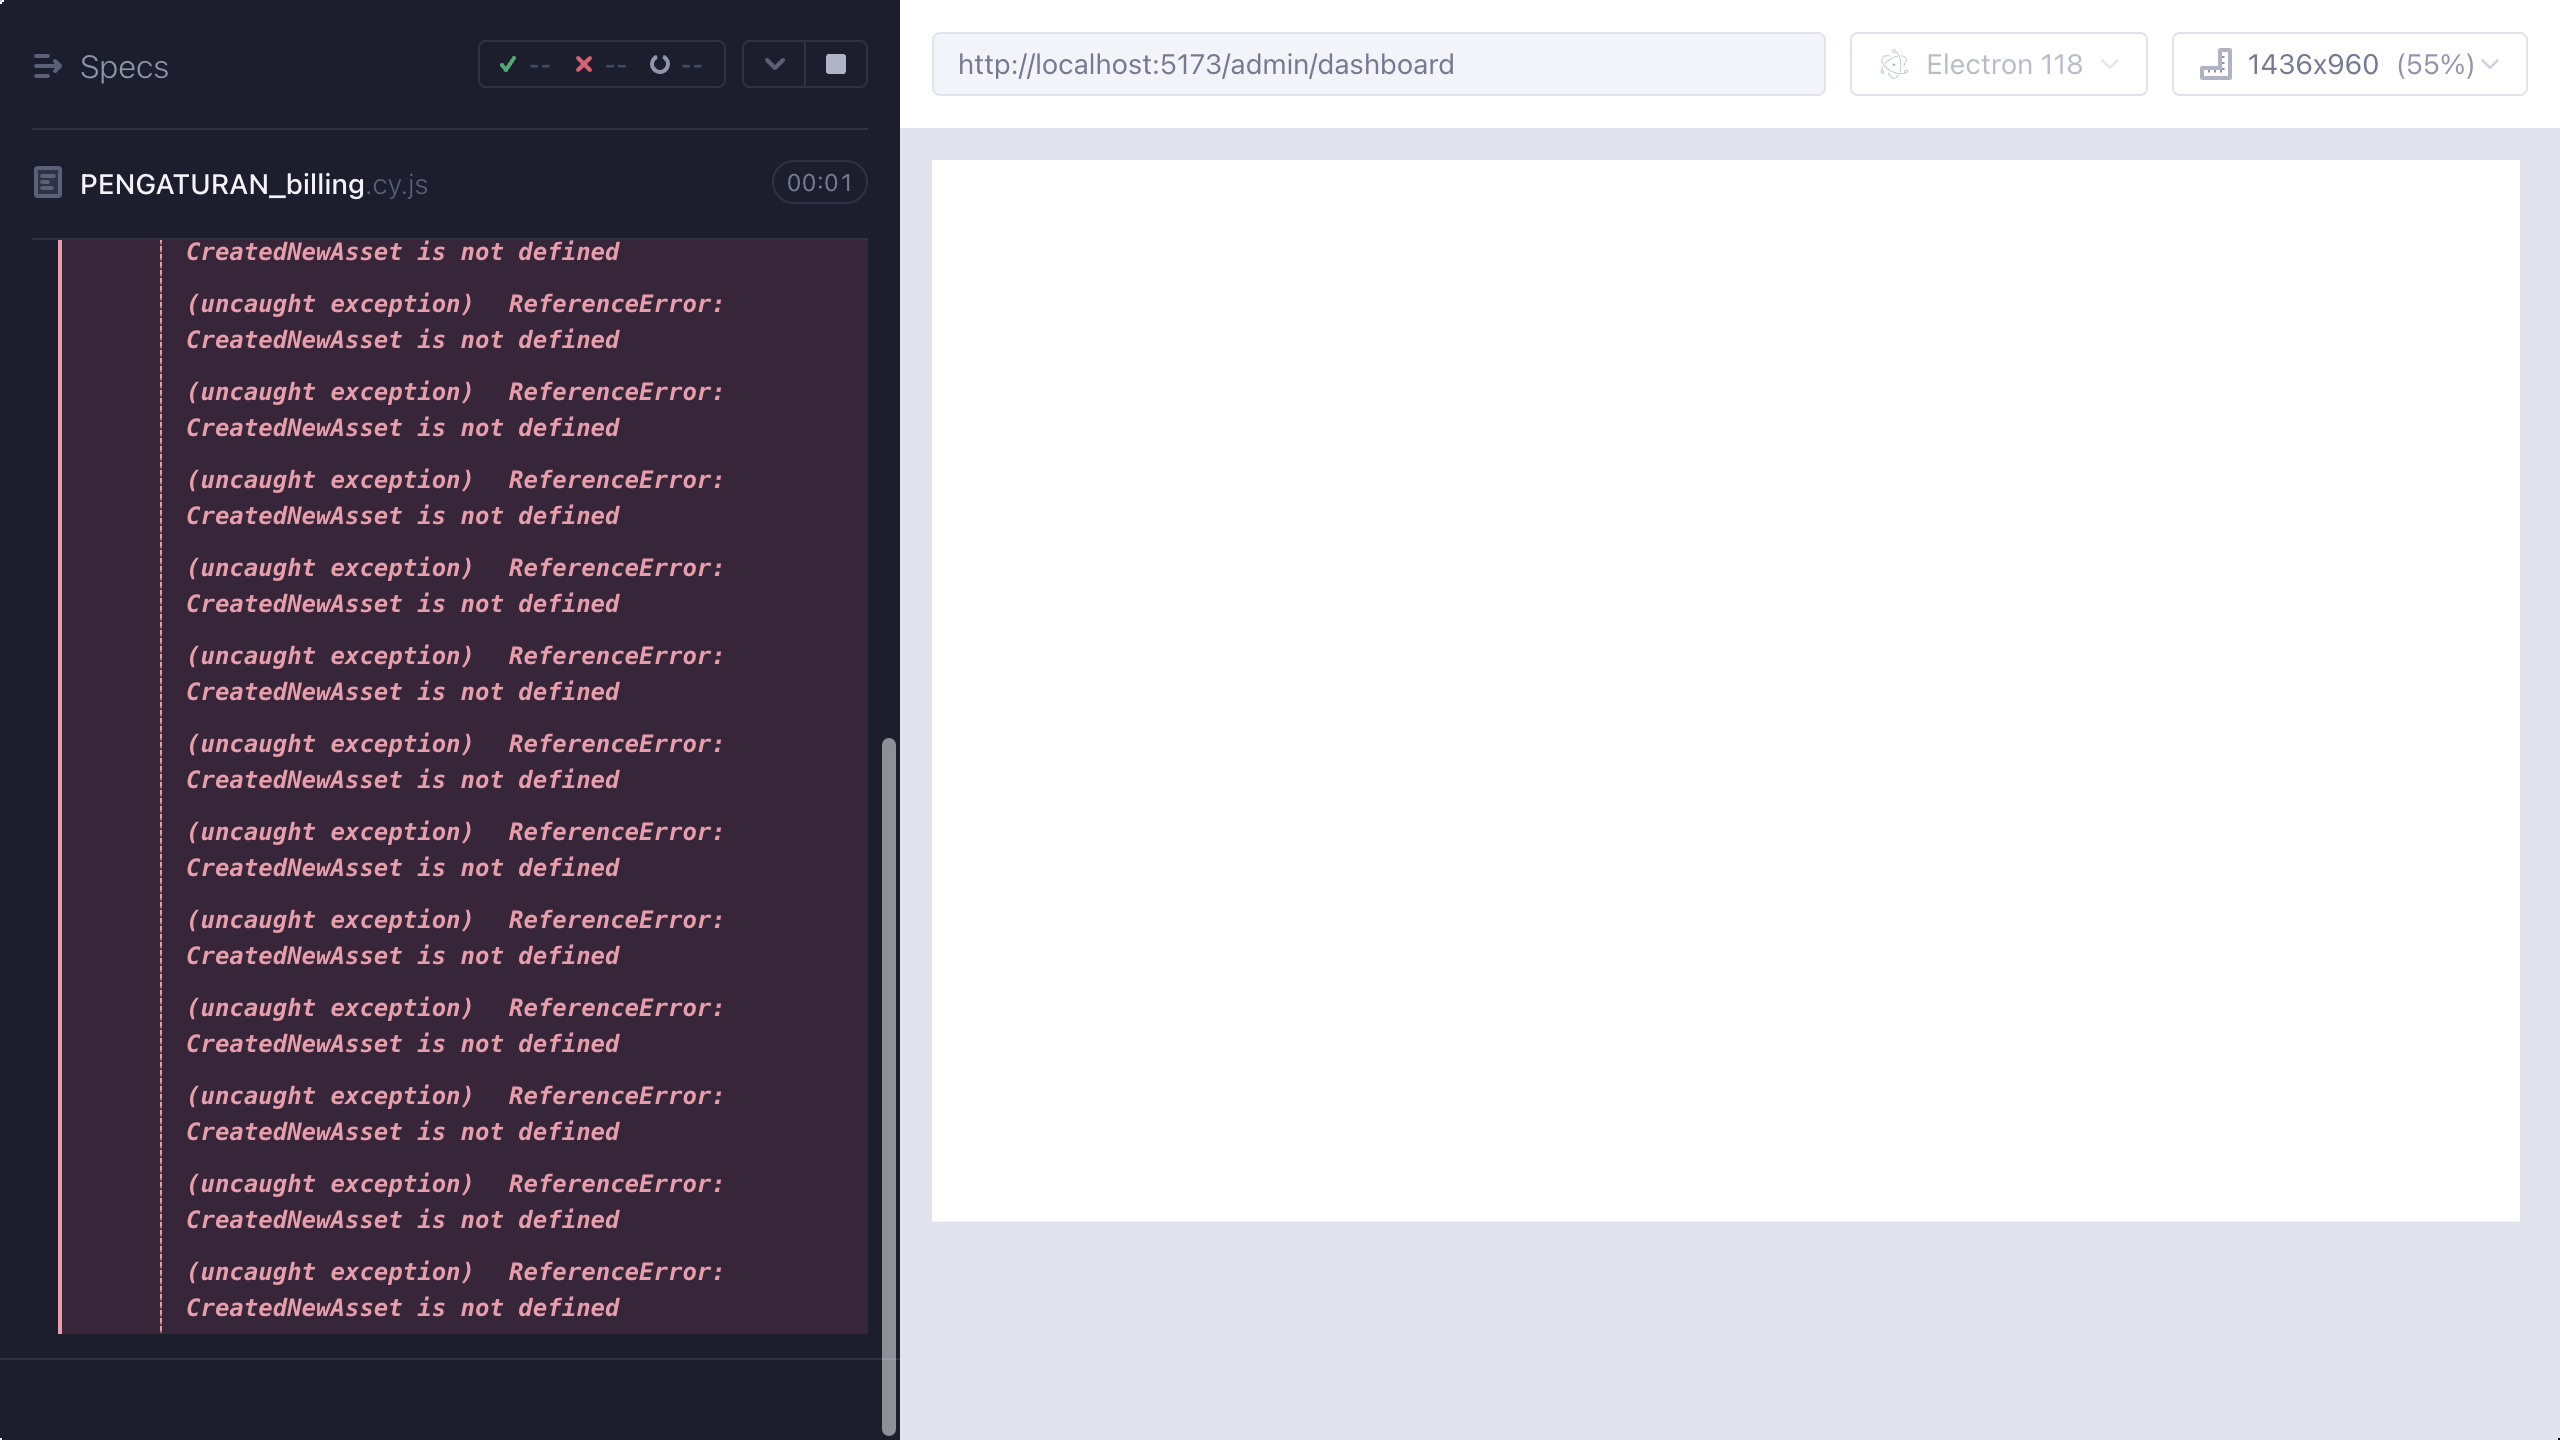 Specs
-- -- --
PENGATURAN_billing.cy.js
00:01
CreatedNewAsset is not defined
(uncaught exception) ReferenceError:
CreatedNewAsset is not defined
(uncaught exception) ReferenceError:
CreatedNewAsset is not defined
(uncaught exception) ReferenceError:
CreatedNewAsset is not defined
(uncaught exception) ReferenceError:
CreatedNewAsset is not defined
(uncaught exception) ReferenceError:
CreatedNewAsset is not defined
(uncaught exception) ReferenceError:
CreatedNewAsset is not defined
(uncaught exception) ReferenceError:
CreatedNewAsset is not defined
(uncaught exception) ReferenceError:
CreatedNewAsset is not defined
(uncaught exception) ReferenceError:
CreatedNewAsset is not defined
(uncaught exception) ReferenceError:
CreatedNewAsset is not defined
(uncaught exception) ReferenceError:
CreatedNewAsset is not defined
(uncaught exception) ReferenceError:
CreatedNewAsset is not defined
http://localhost:5173/admin/dashboard
Electron 118
1436x960 (55%)